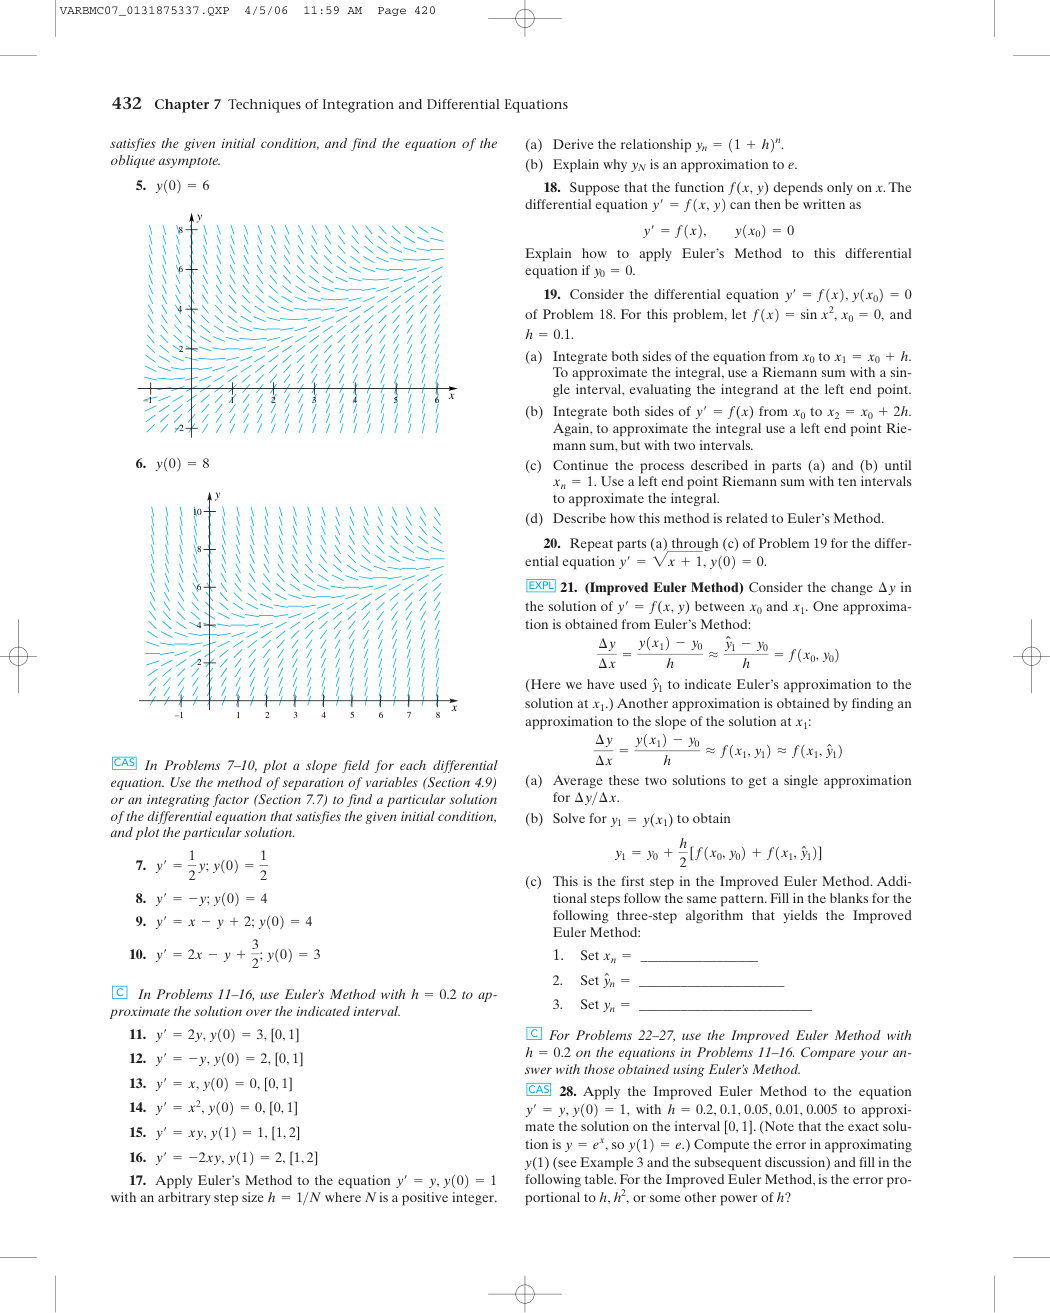 VARBMC07_0131875337.QXP 4/5/06 11:59 AM Page 420
432 Chapter 7 Techniques of Integration and Differential Equations
satisfies the given initial condition, and find the equation of the
oblique asymptote.
5. y(0) = 6
y
8
6
4
2
−1 1 2 3 4 5 6 x
−2
6. y(0) = 8
y
10
8
6
4
2
−1 1 2 3 4 5 6 7 8 x
CAS In Problems 7–10, plot a slope field for each differential
equation. Use the method of separation of variables (Section 4.9)
or an integrating factor (Section 7.7) to find a particular solution
of the differential equation that satisfies the given initial condition,
and plot the particular solution.
7. y′ = 1/2 y; y(0) = 1/2
8. y′ = −y; y(0) = 4
9. y′ = x − y + 2; y(0) = 4
10. y′ = 2x − y + 3/2; y(0) = 3
C In Problems 11–16, use Euler's Method with h = 0.2 to ap-
proximate the solution over the indicated interval.
11. y′ = 2y, y(0) = 3, [0, 1]
12. y′ = −y, y(0) = 2, [0, 1]
13. y′ = x, y(0) = 0, [0, 1]
14. y′ = x², y(0) = 0, [0, 1]
15. y′ = xy, y(1) = 1, [1, 2]
16. y′ = −2xy, y(1) = 2, [1, 2]
17. Apply Euler's Method to the equation y′ = y, y(0) = 1
with an arbitrary step size h = 1/N where N is a positive integer.
(a) Derive the relationship yₙ = (1 + h)ⁿ.
(b) Explain why y_N is an approximation to e.
18. Suppose that the function f(x, y) depends only on x. The
differential equation y′ = f(x, y) can then be written as
y′ = f(x), y(x₀) = 0
Explain how to apply Euler's Method to this differential
equation if y₀ = 0.
19. Consider the differential equation y′ = f(x), y(x₀) = 0
of Problem 18. For this problem, let f(x) = sin x², x₀ = 0, and
h = 0.1.
(a) Integrate both sides of the equation from x₀ to x₁ = x₀ + h.
To approximate the integral, use a Riemann sum with a sin-
gle interval, evaluating the integrand at the left end point.
(b) Integrate both sides of y′ = f(x) from x₀ to x₂ = x₀ + 2h.
Again, to approximate the integral use a left end point Rie-
mann sum, but with two intervals.
(c) Continue the process described in parts (a) and (b) until
xₙ = 1. Use a left end point Riemann sum with ten intervals
to approximate the integral.
(d) Describe how this method is related to Euler's Method.
20. Repeat parts (a) through (c) of Problem 19 for the differ-
ential equation y′ = √(x + 1), y(0) = 0.
EXPL 21. (Improved Euler Method) Consider the change Δy in
the solution of y′ = f(x, y) between x₀ and x₁. One approxima-
tion is obtained from Euler's Method:
Δy/Δx = (y(x₁) − y₀)/h ≈ (ŷ₁ − y₀)/h = f(x₀, y₀)
(Here we have used ŷ₁ to indicate Euler's approximation to the
solution at x₁.) Another approximation is obtained by finding an
approximation to the slope of the solution at x₁:
Δy/Δx = (y(x₁) − y₀)/h ≈ f(x₁, y₁) ≈ f(x₁, ŷ₁)
(a) Average these two solutions to get a single approximation
for Δy/Δx.
(b) Solve for y₁ = y(x₁) to obtain
y₁ = y₀ + h/2 [f(x₀, y₀) + f(x₁, ŷ₁)]
(c) This is the first step in the Improved Euler Method. Addi-
tional steps follow the same pattern. Fill in the blanks for the
following three-step algorithm that yields the Improved
Euler Method:
1. Set xₙ = ________________
2. Set ŷₙ = ____________________
3. Set yₙ = ________________________
C For Problems 22–27, use the Improved Euler Method with
h = 0.2 on the equations in Problems 11–16. Compare your an-
swer with those obtained using Euler's Method.
CAS 28. Apply the Improved Euler Method to the equation
y′ = y, y(0) = 1, with h = 0.2, 0.1, 0.05, 0.01, 0.005 to approxi-
mate the solution on the interval [0, 1]. (Note that the exact solu-
tion is y = eˣ, so y(1) = e.) Compute the error in approximating
y(1) (see Example 3 and the subsequent discussion) and fill in the
following table. For the Improved Euler Method, is the error pro-
portional to h, h², or some other power of h?